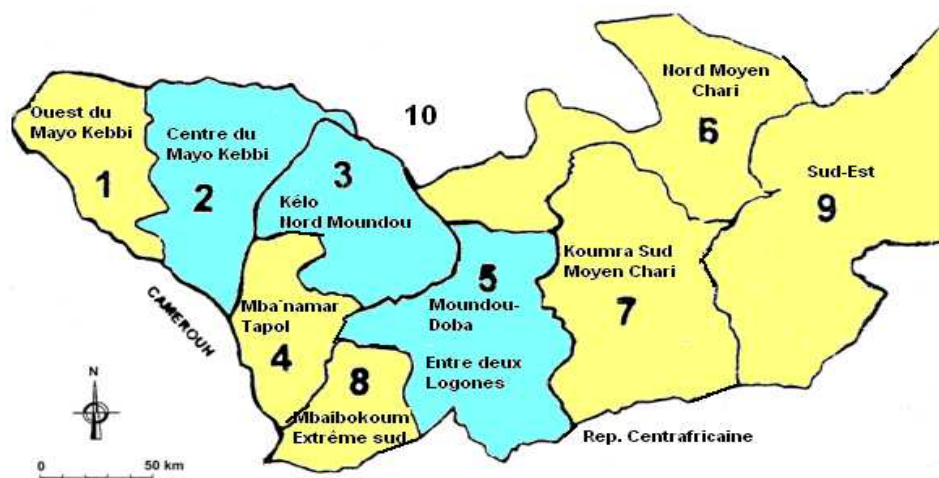 Ouest du
Mayo Kebbi
1
Centre du
Mayo Kebbi
2
10
3
Kélo
Nord Moundou
Nord Moyen
Chari
6
Sud-Est
9
Koumra Sud
Moyen Chari
7
5
Moundou-
Doba
Entre deux
Logones
Mba¨namar
Tapol
4
8
Mbaibokoum
Extrême sud
CAMEROUN
Rep. Centrafricaine
N
0 50 km